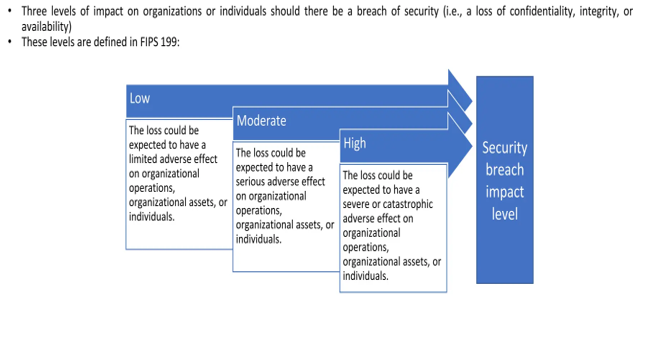 • Three levels of impact on organizations or individuals should there be a breach of security (i.e., a loss of confidentiality, integrity, or
availability)
• These levels are defined in FIPS 199:
Low
The loss could be
expected to have a
limited adverse effect
on organizational
operations,
organizational assets, or
individuals.
Moderate
The loss could be
expected to have a
serious adverse effect
on organizational
operations,
organizational assets, or
individuals.
High
The loss could be
expected to have a
severe or catastrophic
adverse effect on
organizational
operations,
organizational assets, or
individuals.
Security
breach
impact
level